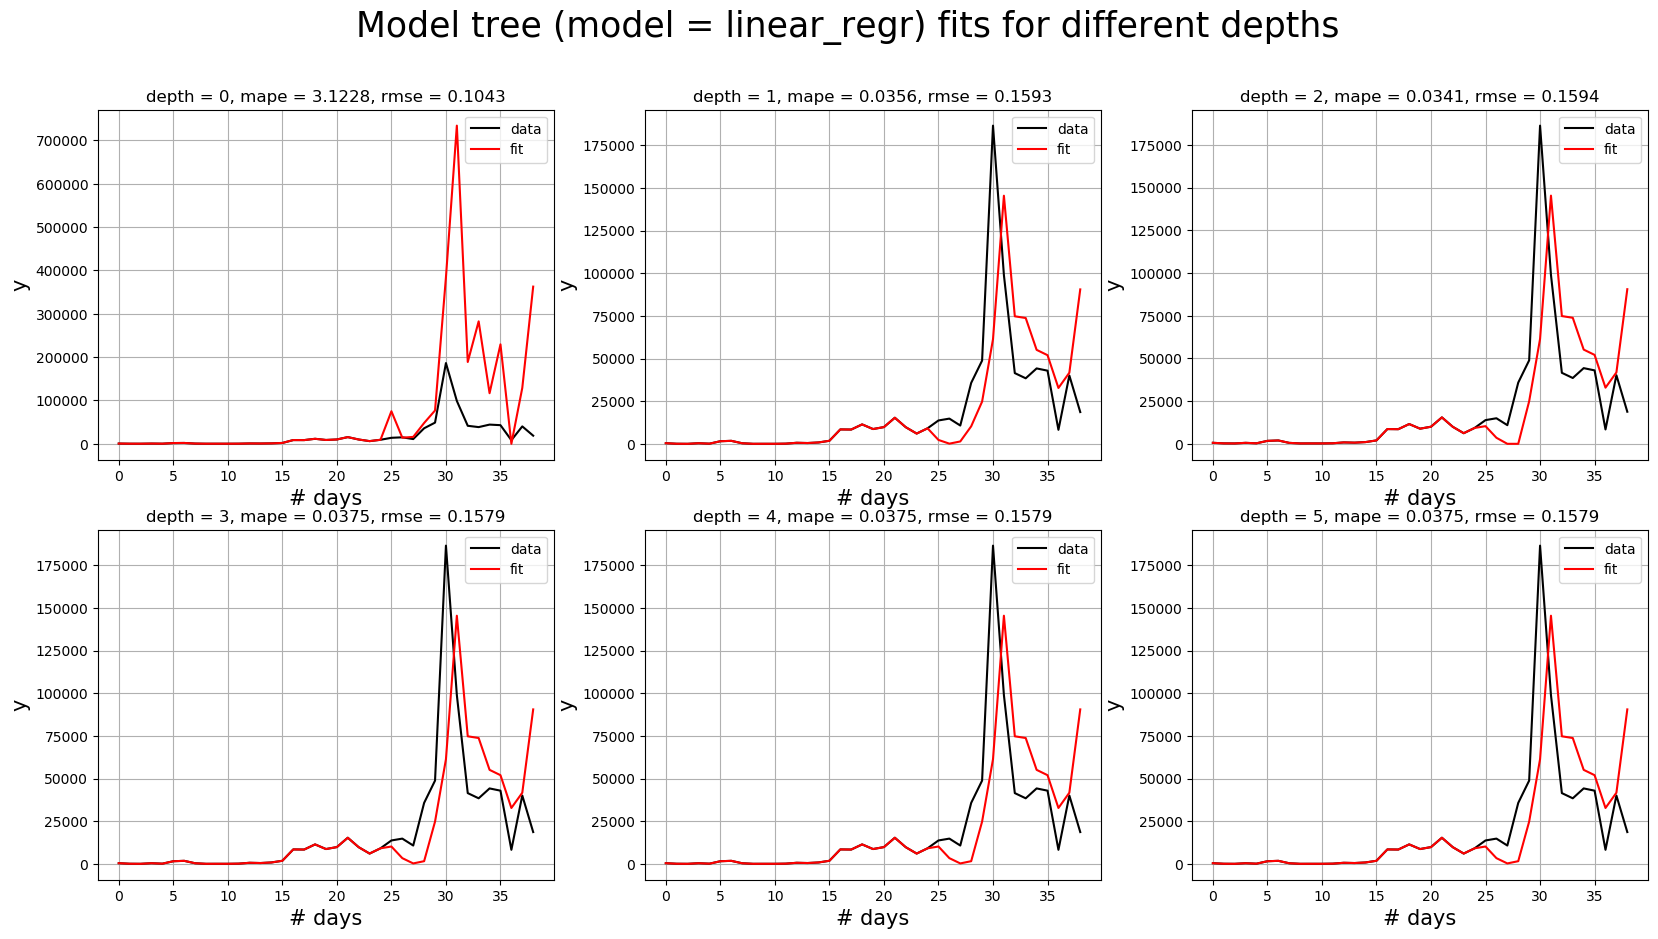 Model tree (model = linear_regr) fits for different depths
depth = 0, mape = 3.1228, rmse = 0.1043
data
fit
700000
600000
500000
400000
300000
200000
100000
0
y
0 5 10 15 20 25 30 35
# days
depth = 1, mape = 0.0356, rmse = 0.1593
data
fit
175000
150000
125000
100000
75000
50000
25000
0
y
0 5 10 15 20 25 30 35
# days
depth = 2, mape = 0.0341, rmse = 0.1594
data
fit
175000
150000
125000
100000
75000
50000
25000
0
y
0 5 10 15 20 25 30 35
# days
depth = 3, mape = 0.0375, rmse = 0.1579
data
fit
175000
150000
125000
100000
75000
50000
25000
0
y
0 5 10 15 20 25 30 35
# days
depth = 4, mape = 0.0375, rmse = 0.1579
data
fit
175000
150000
125000
100000
75000
50000
25000
0
y
0 5 10 15 20 25 30 35
# days
depth = 5, mape = 0.0375, rmse = 0.1579
data
fit
175000
150000
125000
100000
75000
50000
25000
0
y
0 5 10 15 20 25 30 35
# days